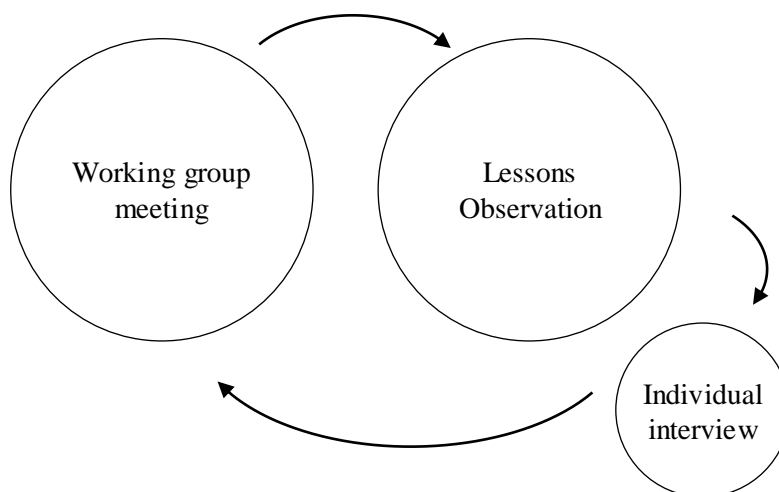 Working group
meeting
Lessons
Observation
Individual
interview